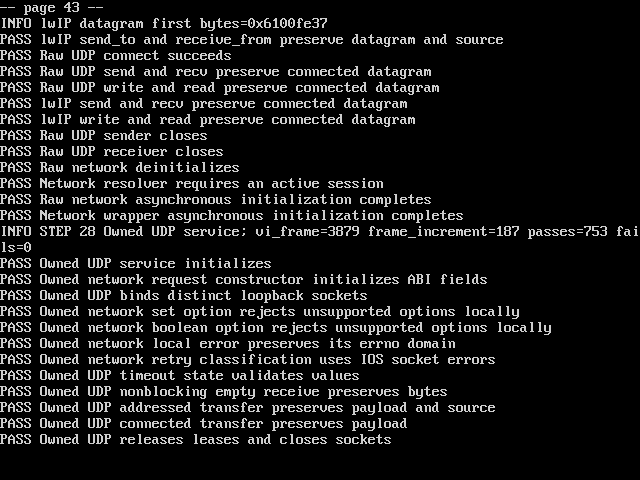 -- page 43 --
INFO lwIP datagram first bytes=0x6100fe37
PASS lwIP send_to and receive_from preserve datagram and source
PASS Raw UDP connect succeeds
PASS Raw UDP send and recv preserve connected datagram
PASS Raw UDP write and read preserve connected datagram
PASS lwIP send and recv preserve connected datagram
PASS lwIP write and read preserve connected datagram
PASS Raw UDP sender closes
PASS Raw UDP receiver closes
PASS Raw network deinitializes
PASS Network resolver requires an active session
PASS Raw network asynchronous initialization completes
PASS Network wrapper asynchronous initialization completes
INFO STEP 28 Owned UDP service; vi_frame=3879 frame_increment=187 passes=753 fai
ls=0
PASS Owned UDP service initializes
PASS Owned network request constructor initializes ABI fields
PASS Owned UDP binds distinct loopback sockets
PASS Owned network set option rejects unsupported options locally
PASS Owned network boolean option rejects unsupported options locally
PASS Owned network local error preserves its errno domain
PASS Owned network retry classification uses IOS socket errors
PASS Owned UDP timeout state validates values
PASS Owned UDP nonblocking empty receive preserves bytes
PASS Owned UDP addressed transfer preserves payload and source
PASS Owned UDP connected transfer preserves payload
PASS Owned UDP releases leases and closes sockets